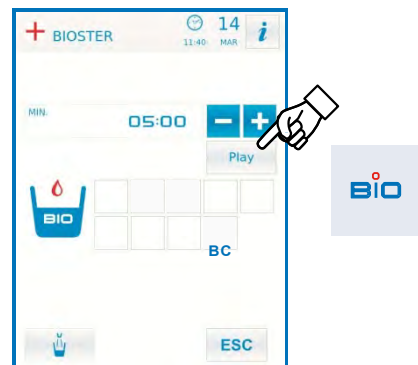 + BIOSTER 14 i
11:40 MAR
MIN. 05:00 - +
Play
BIO
BIO
BC
ESC